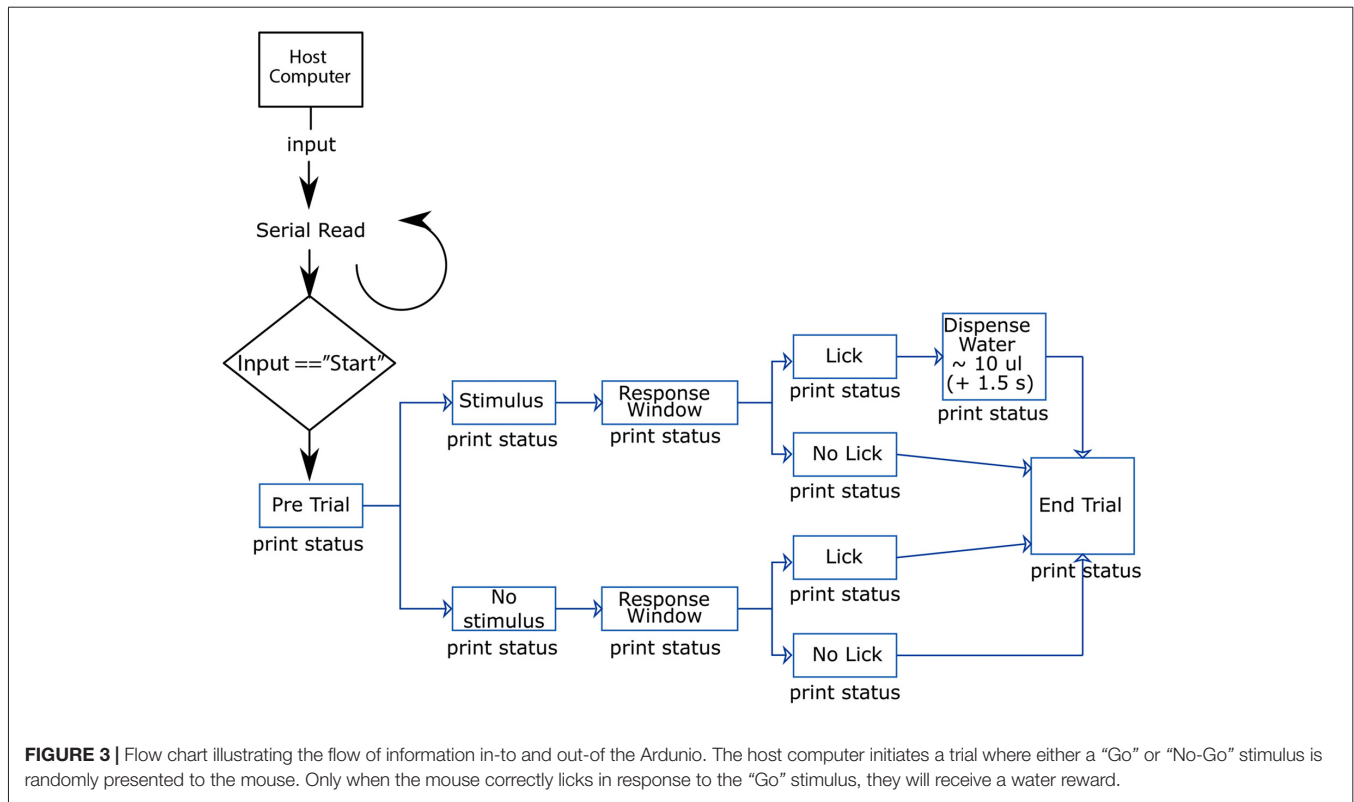 Host
Computer
input
Serial Read
Input ==”Start”
Pre Trial
print status
Stimulus
print status
Response
Window
print status
Lick
print status
Dispense
Water
~ 10 ul
(+ 1.5 s)
print status
No Lick
print status
No
stimulus
print status
Response
Window
print status
Lick
print status
No Lick
print status
End Trial
print status
FIGURE 3 | Flow chart illustrating the flow of information in-to and out-of the Ardunio. The host computer initiates a trial where either a “Go” or “No-Go” stimulus is
randomly presented to the mouse. Only when the mouse correctly licks in response to the “Go” stimulus, they will receive a water reward.